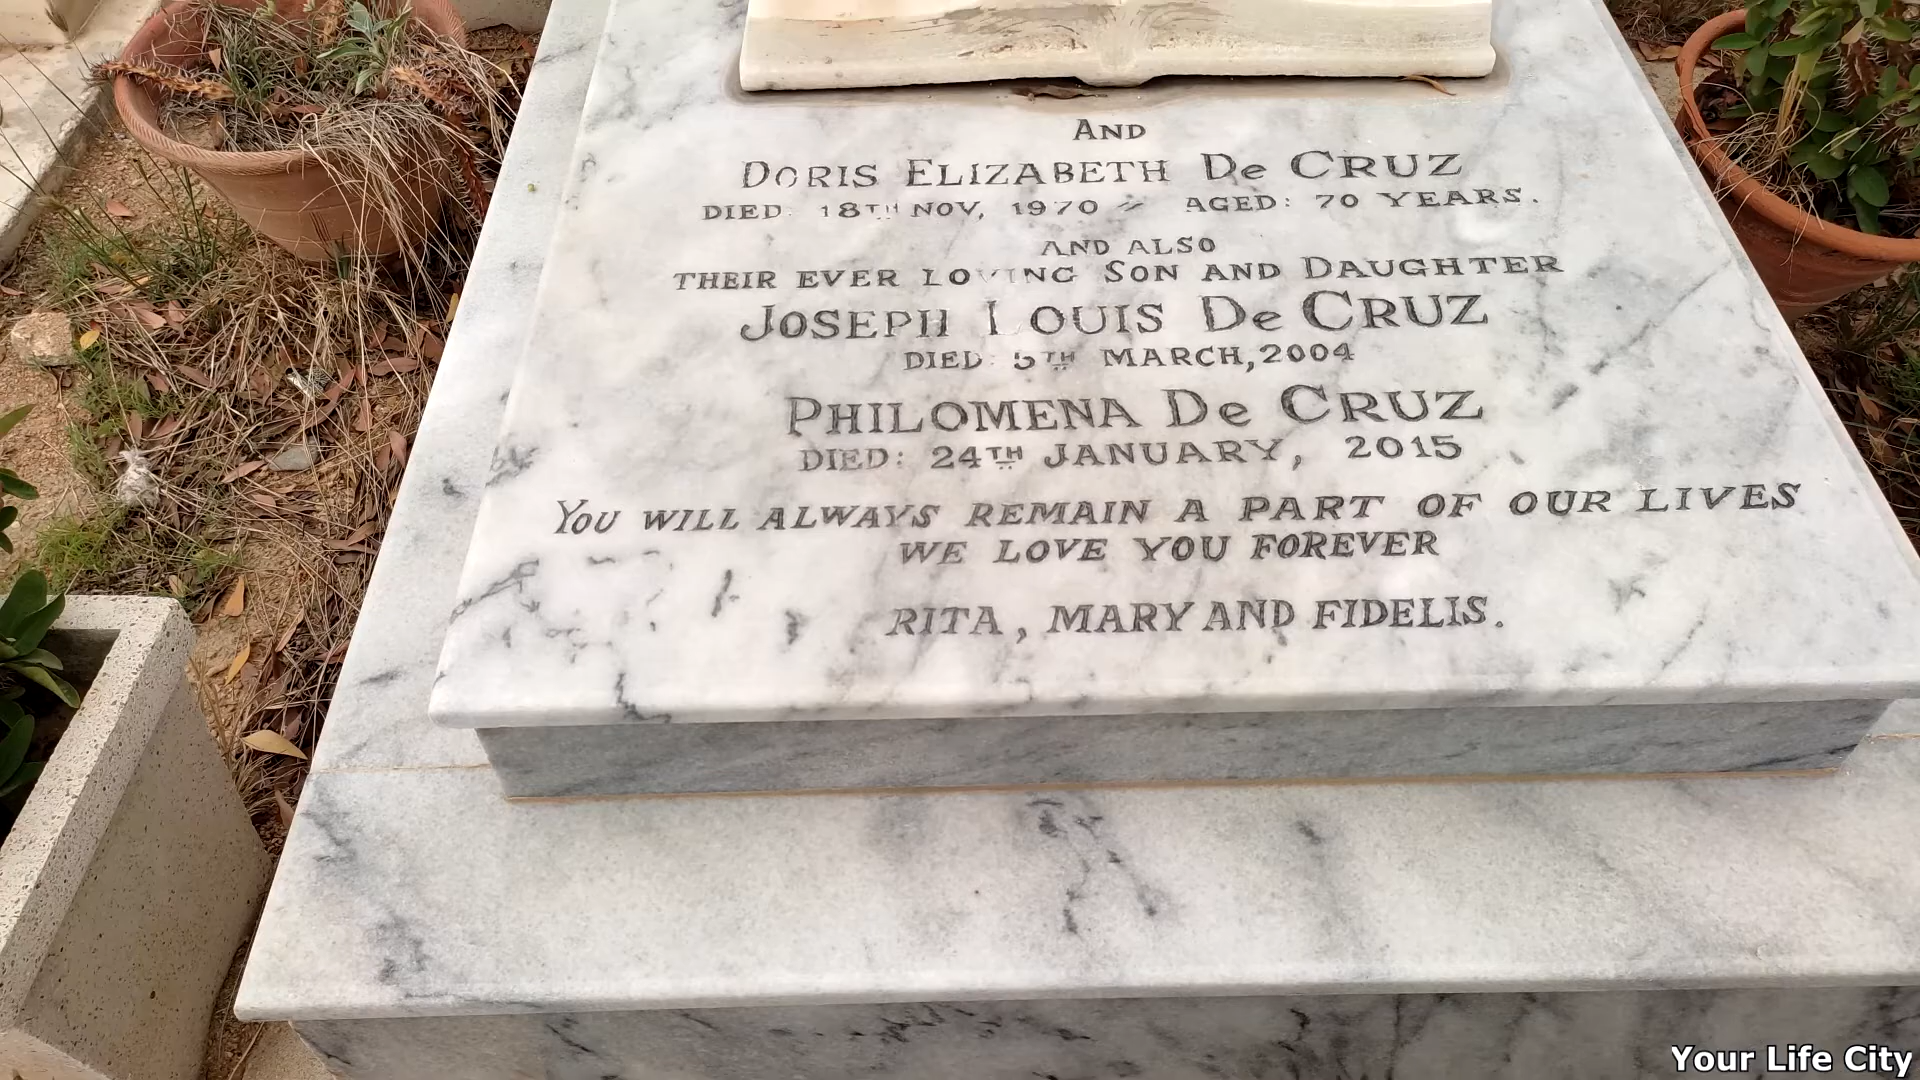 AND
DORIS ELIZABETH De CRUZ
DIED: 18TH NOV, 1970 〃 AGED: 70 YEARS.
AND ALSO
THEIR EVER LOVING SON AND DAUGHTER
JOSEPH LOUIS De CRUZ
DIED: 5TH MARCH, 2004
PHILOMENA De CRUZ
DIED: 24TH JANUARY, 2015
YOU WILL ALWAYS REMAIN A PART OF OUR LIVES
WE LOVE YOU FOREVER
RITA, MARY AND FIDELIS.
Your Life City